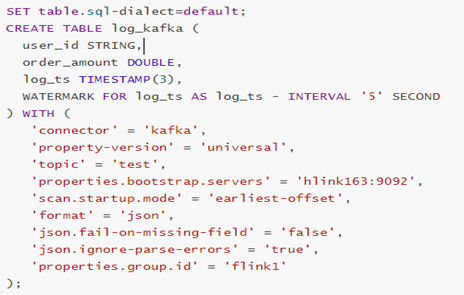 SET table.sql-dialect=default;
CREATE TABLE log_kafka (
  user_id STRING,
  order_amount DOUBLE,
  log_ts TIMESTAMP(3),
  WATERMARK FOR log_ts AS log_ts - INTERVAL '5' SECOND
) WITH (
   'connector' = 'kafka',
   'property-version' = 'universal',
   'topic' = 'test',
   'properties.bootstrap.servers' = 'hlink163:9092',
   'scan.startup.mode' = 'earliest-offset',
   'format' = 'json',
   'json.fail-on-missing-field' = 'false',
   'json.ignore-parse-errors' = 'true',
   'properties.group.id' = 'flink1'
);